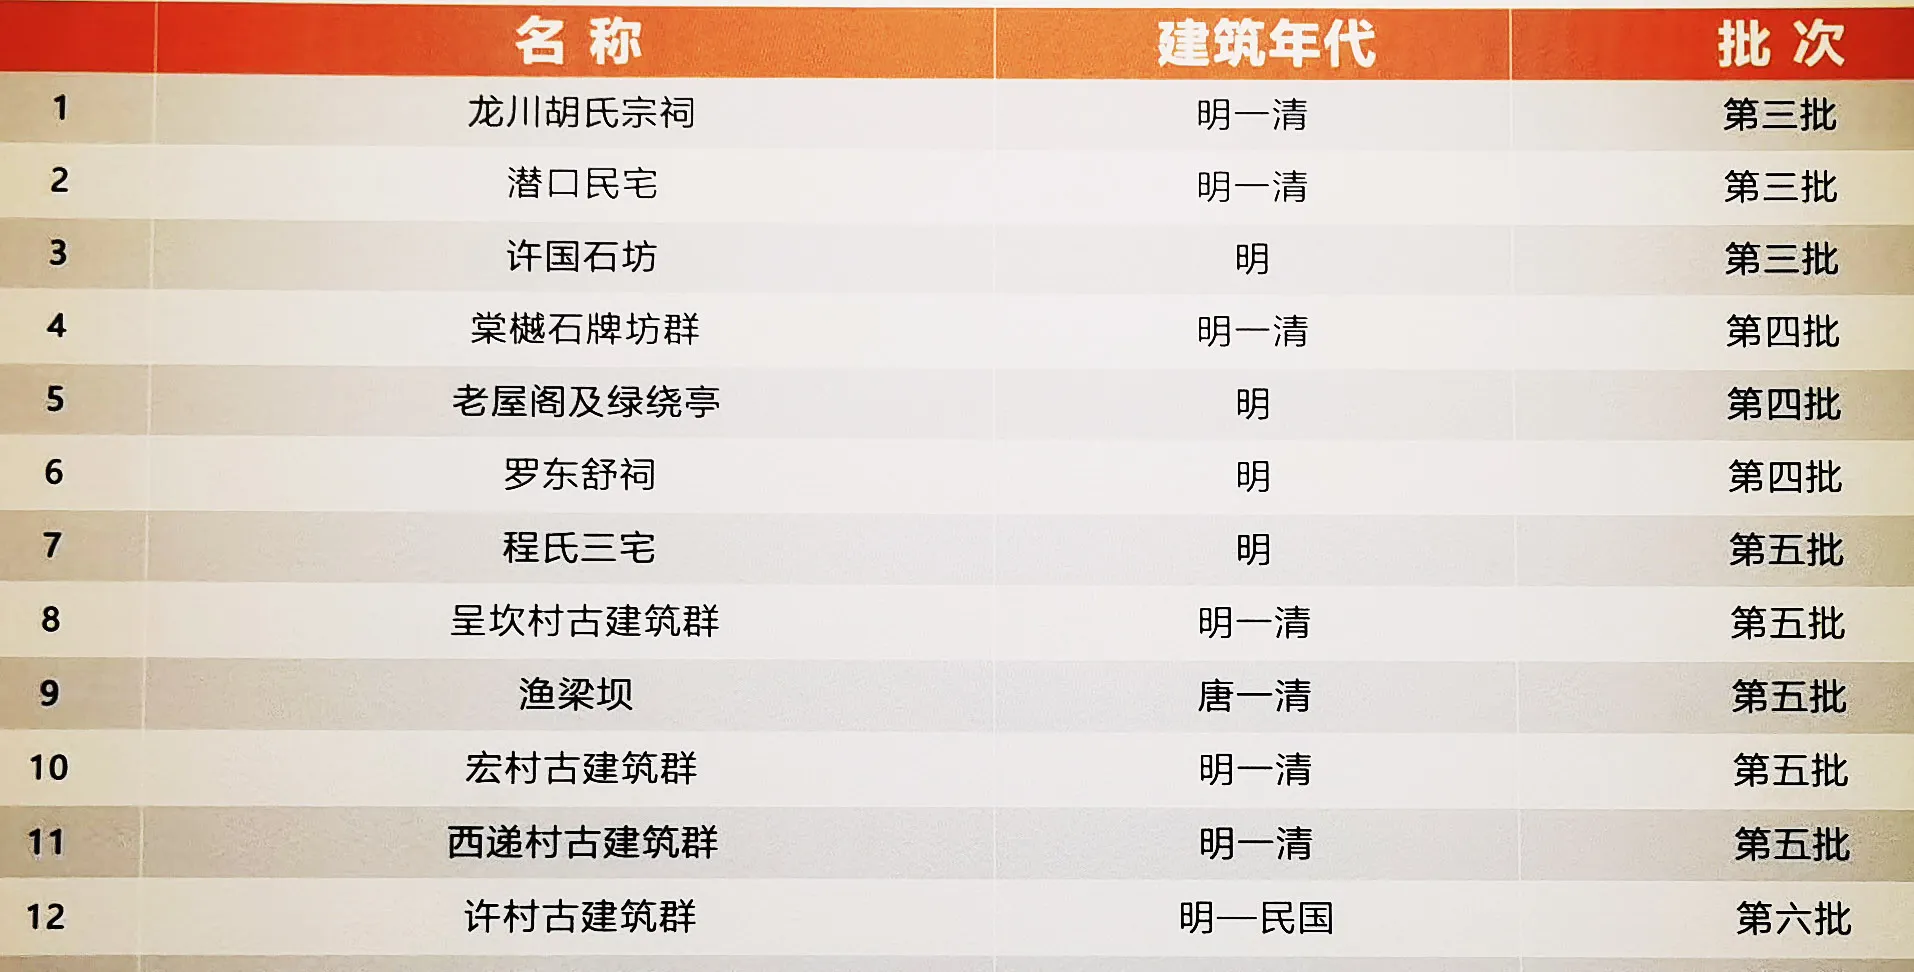 名称 建筑年代 批次
1 龙川胡氏宗祠 明—清 第三批
2 潜口民宅 明—清 第三批
3 许国石坊 明 第三批
4 棠樾石牌坊群 明—清 第四批
5 老屋阁及绿绕亭 明 第四批
6 罗东舒祠 明 第四批
7 程氏三宅 明 第五批
8 呈坎村古建筑群 明—清 第五批
9 渔梁坝 唐—清 第五批
10 宏村古建筑群 明—清 第五批
11 西递村古建筑群 明—清 第五批
12 许村古建筑群 明—民国 第六批